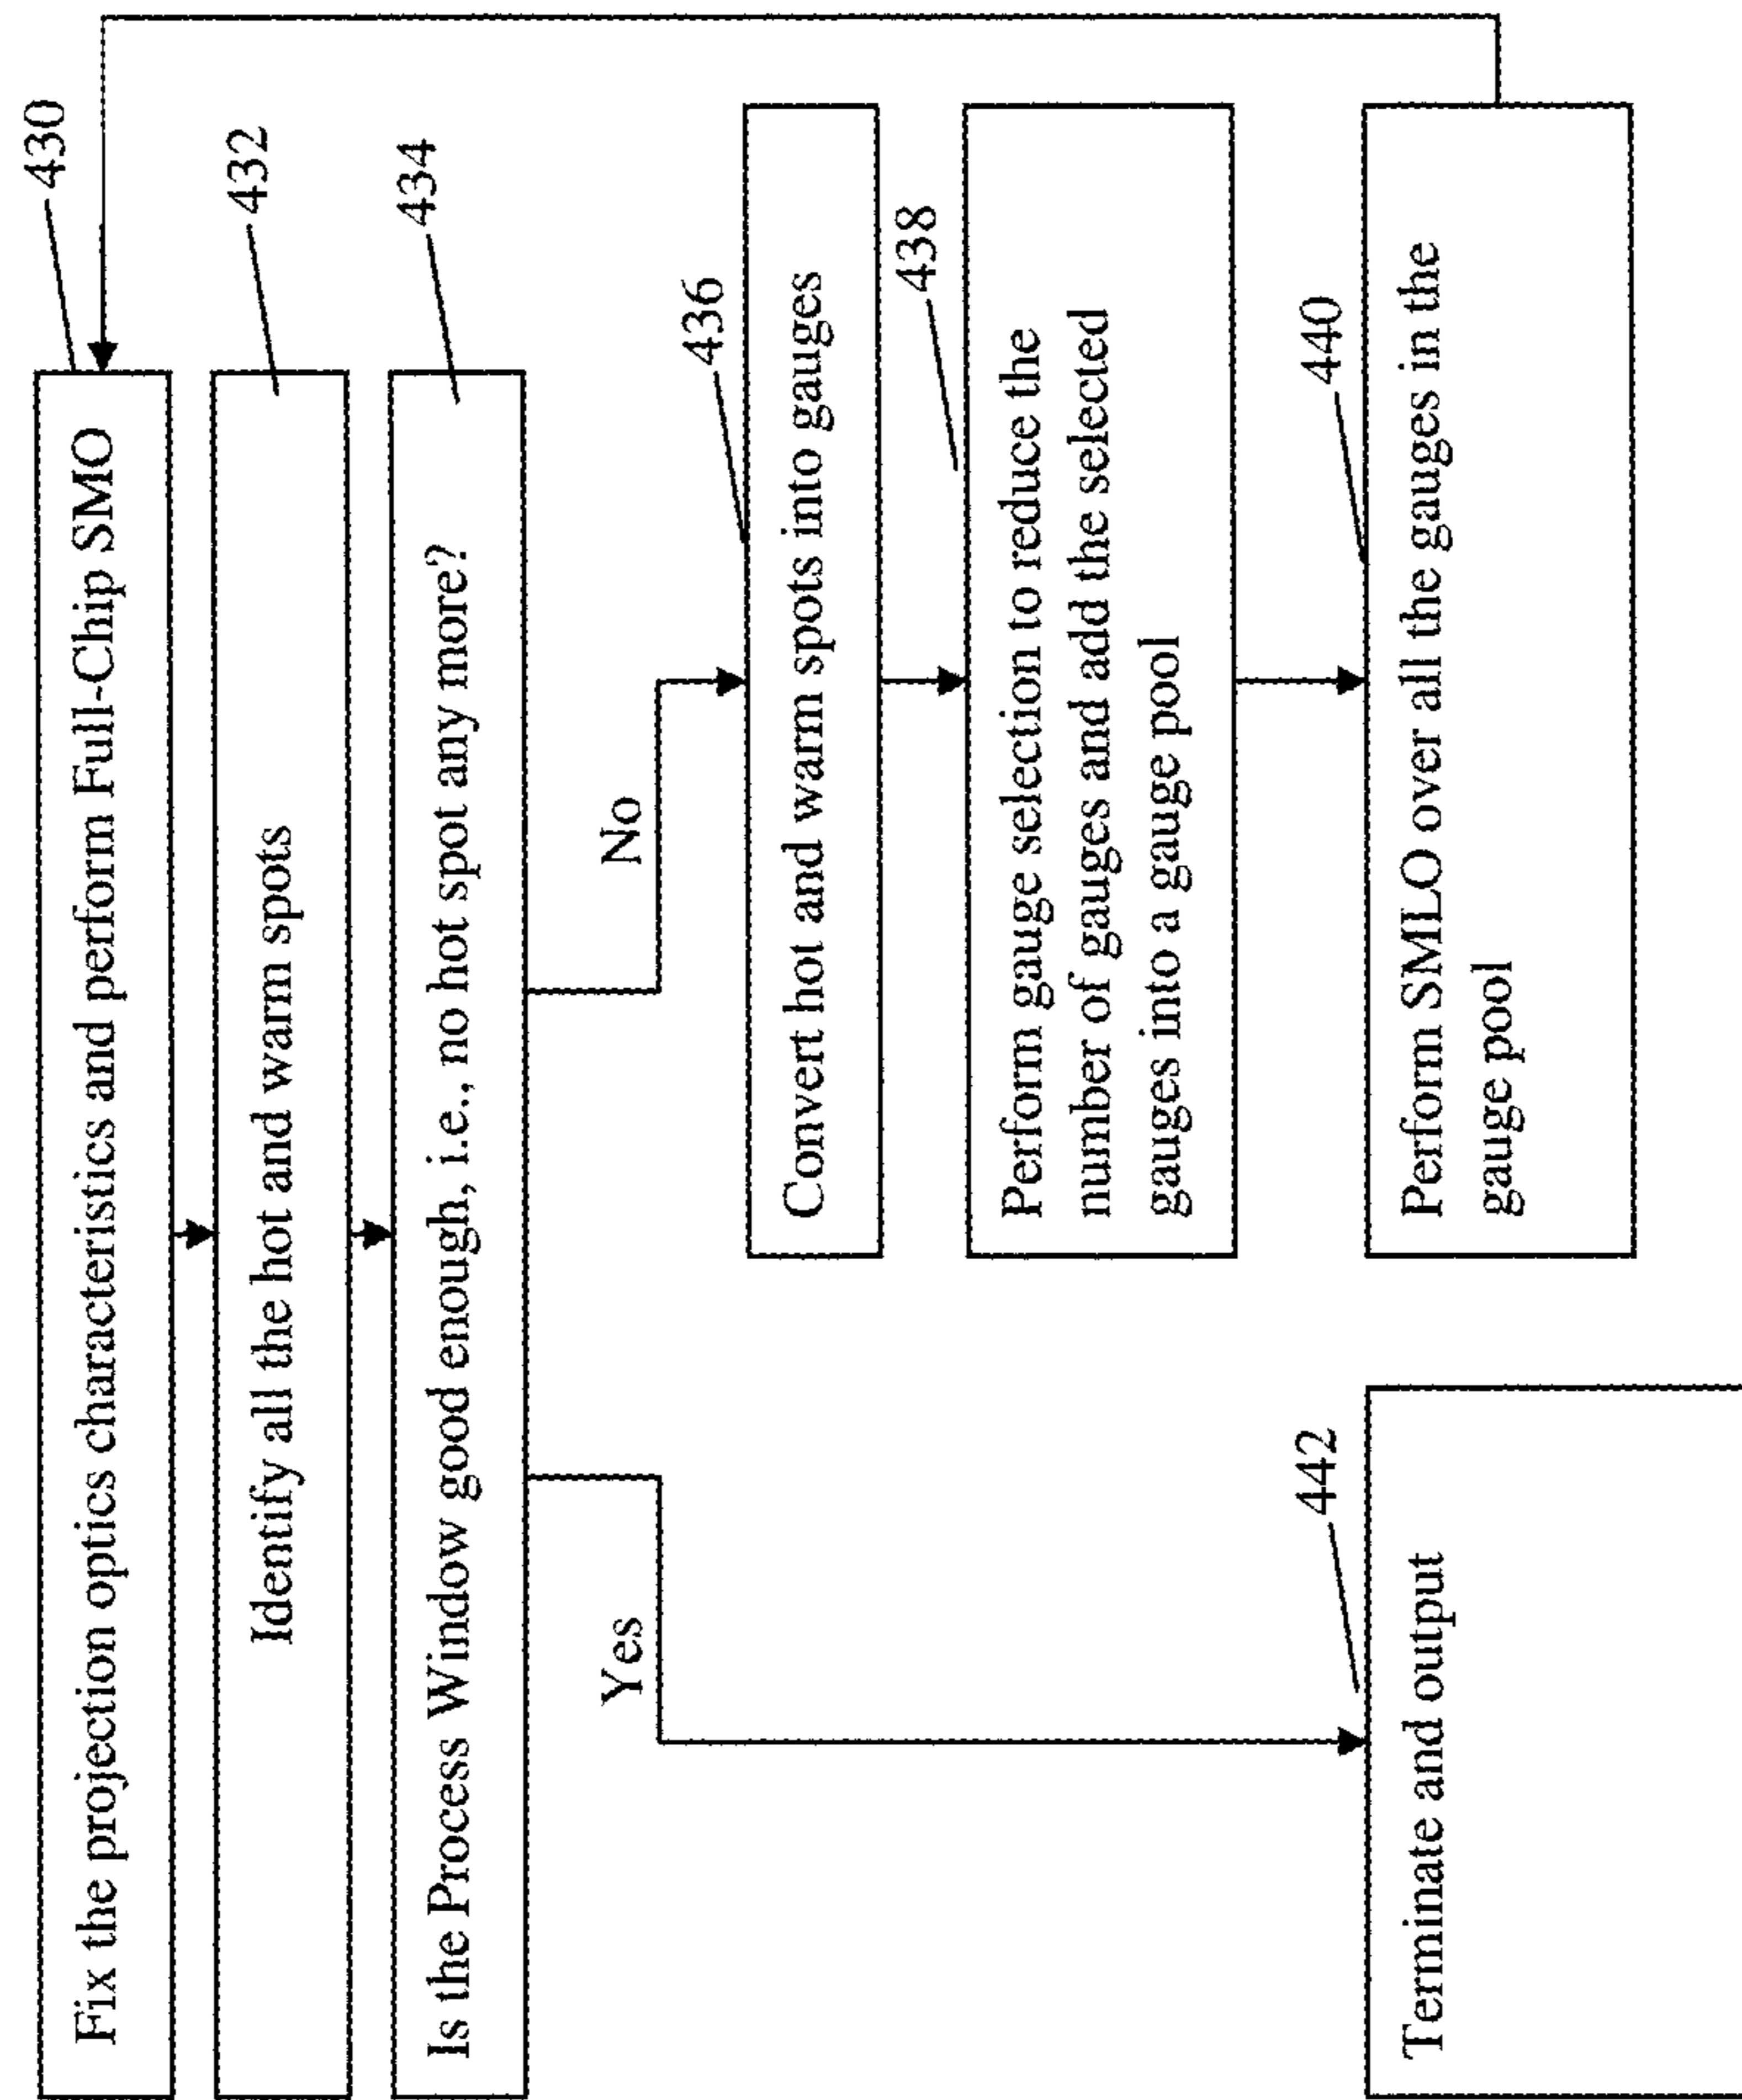 Fix the projection optics characteristics and perform Full-Chip SMO
430
Identify all the hot and warm spots
432
Is the Process Window good enough, i.e., no hot spot any more?
434
Yes
No
Convert hot and warm spots into gauges
436
Perform gauge selection to reduce the
number of gauges and add the selected
gauges into a gauge pool
438
Perform SMLO over all the gauges in the
gauge pool
440
Terminate and output
442